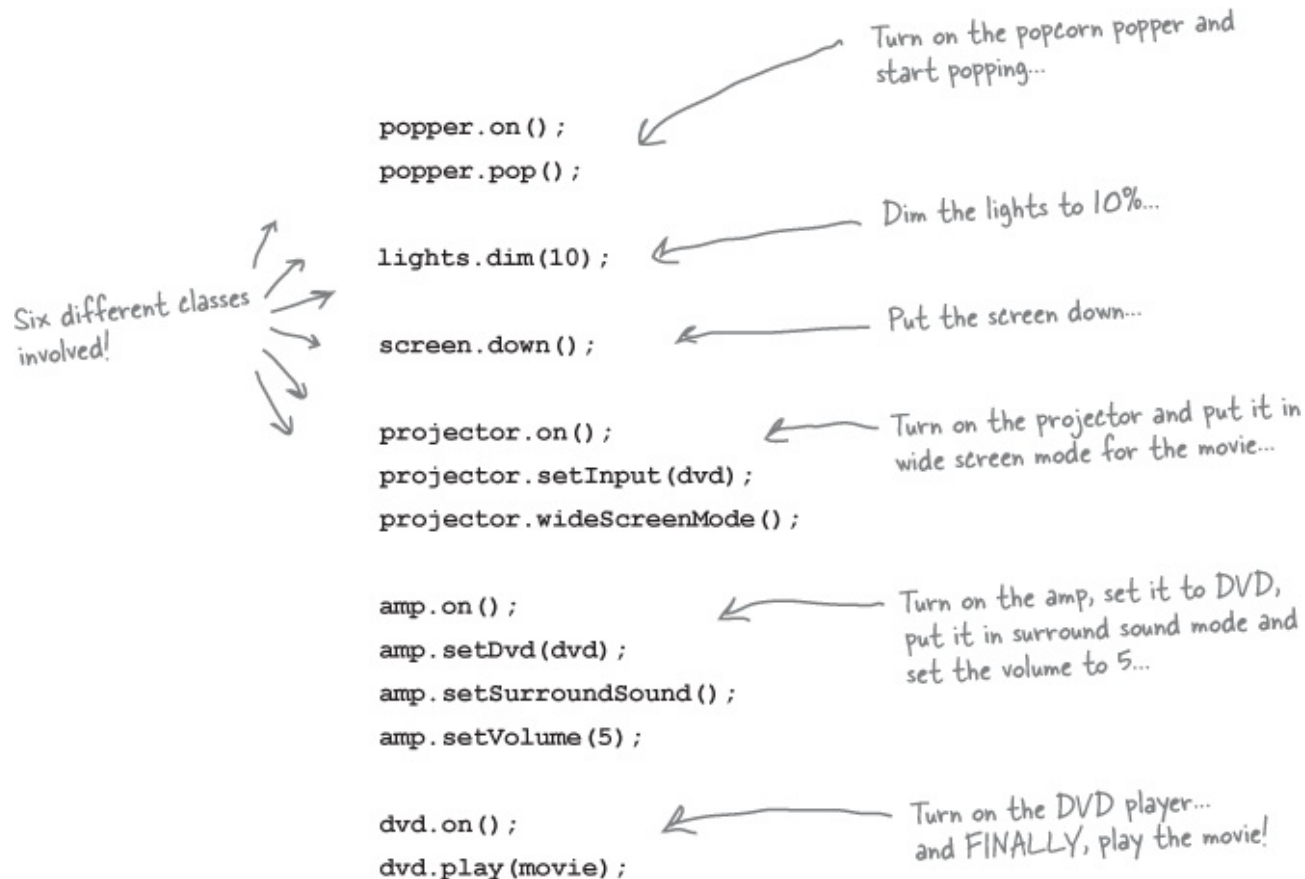 Turn on the popcorn popper and
start popping...
popper.on();
popper.pop();
Dim the lights to 10%...
lights.dim(10);
Six different classes
involved!
Put the screen down...
screen.down();
Turn on the projector and put it in
wide screen mode for the movie...
projector.on();
projector.setInput(dvd);
projector.wideScreenMode();
Turn on the amp, set it to DVD,
put it in surround sound mode and
set the volume to 5...
amp.on();
amp.setDvd(dvd);
amp.setSurroundSound();
amp.setVolume(5);
Turn on the DVD player...
and FINALLY, play the movie!
dvd.on();
dvd.play(movie);